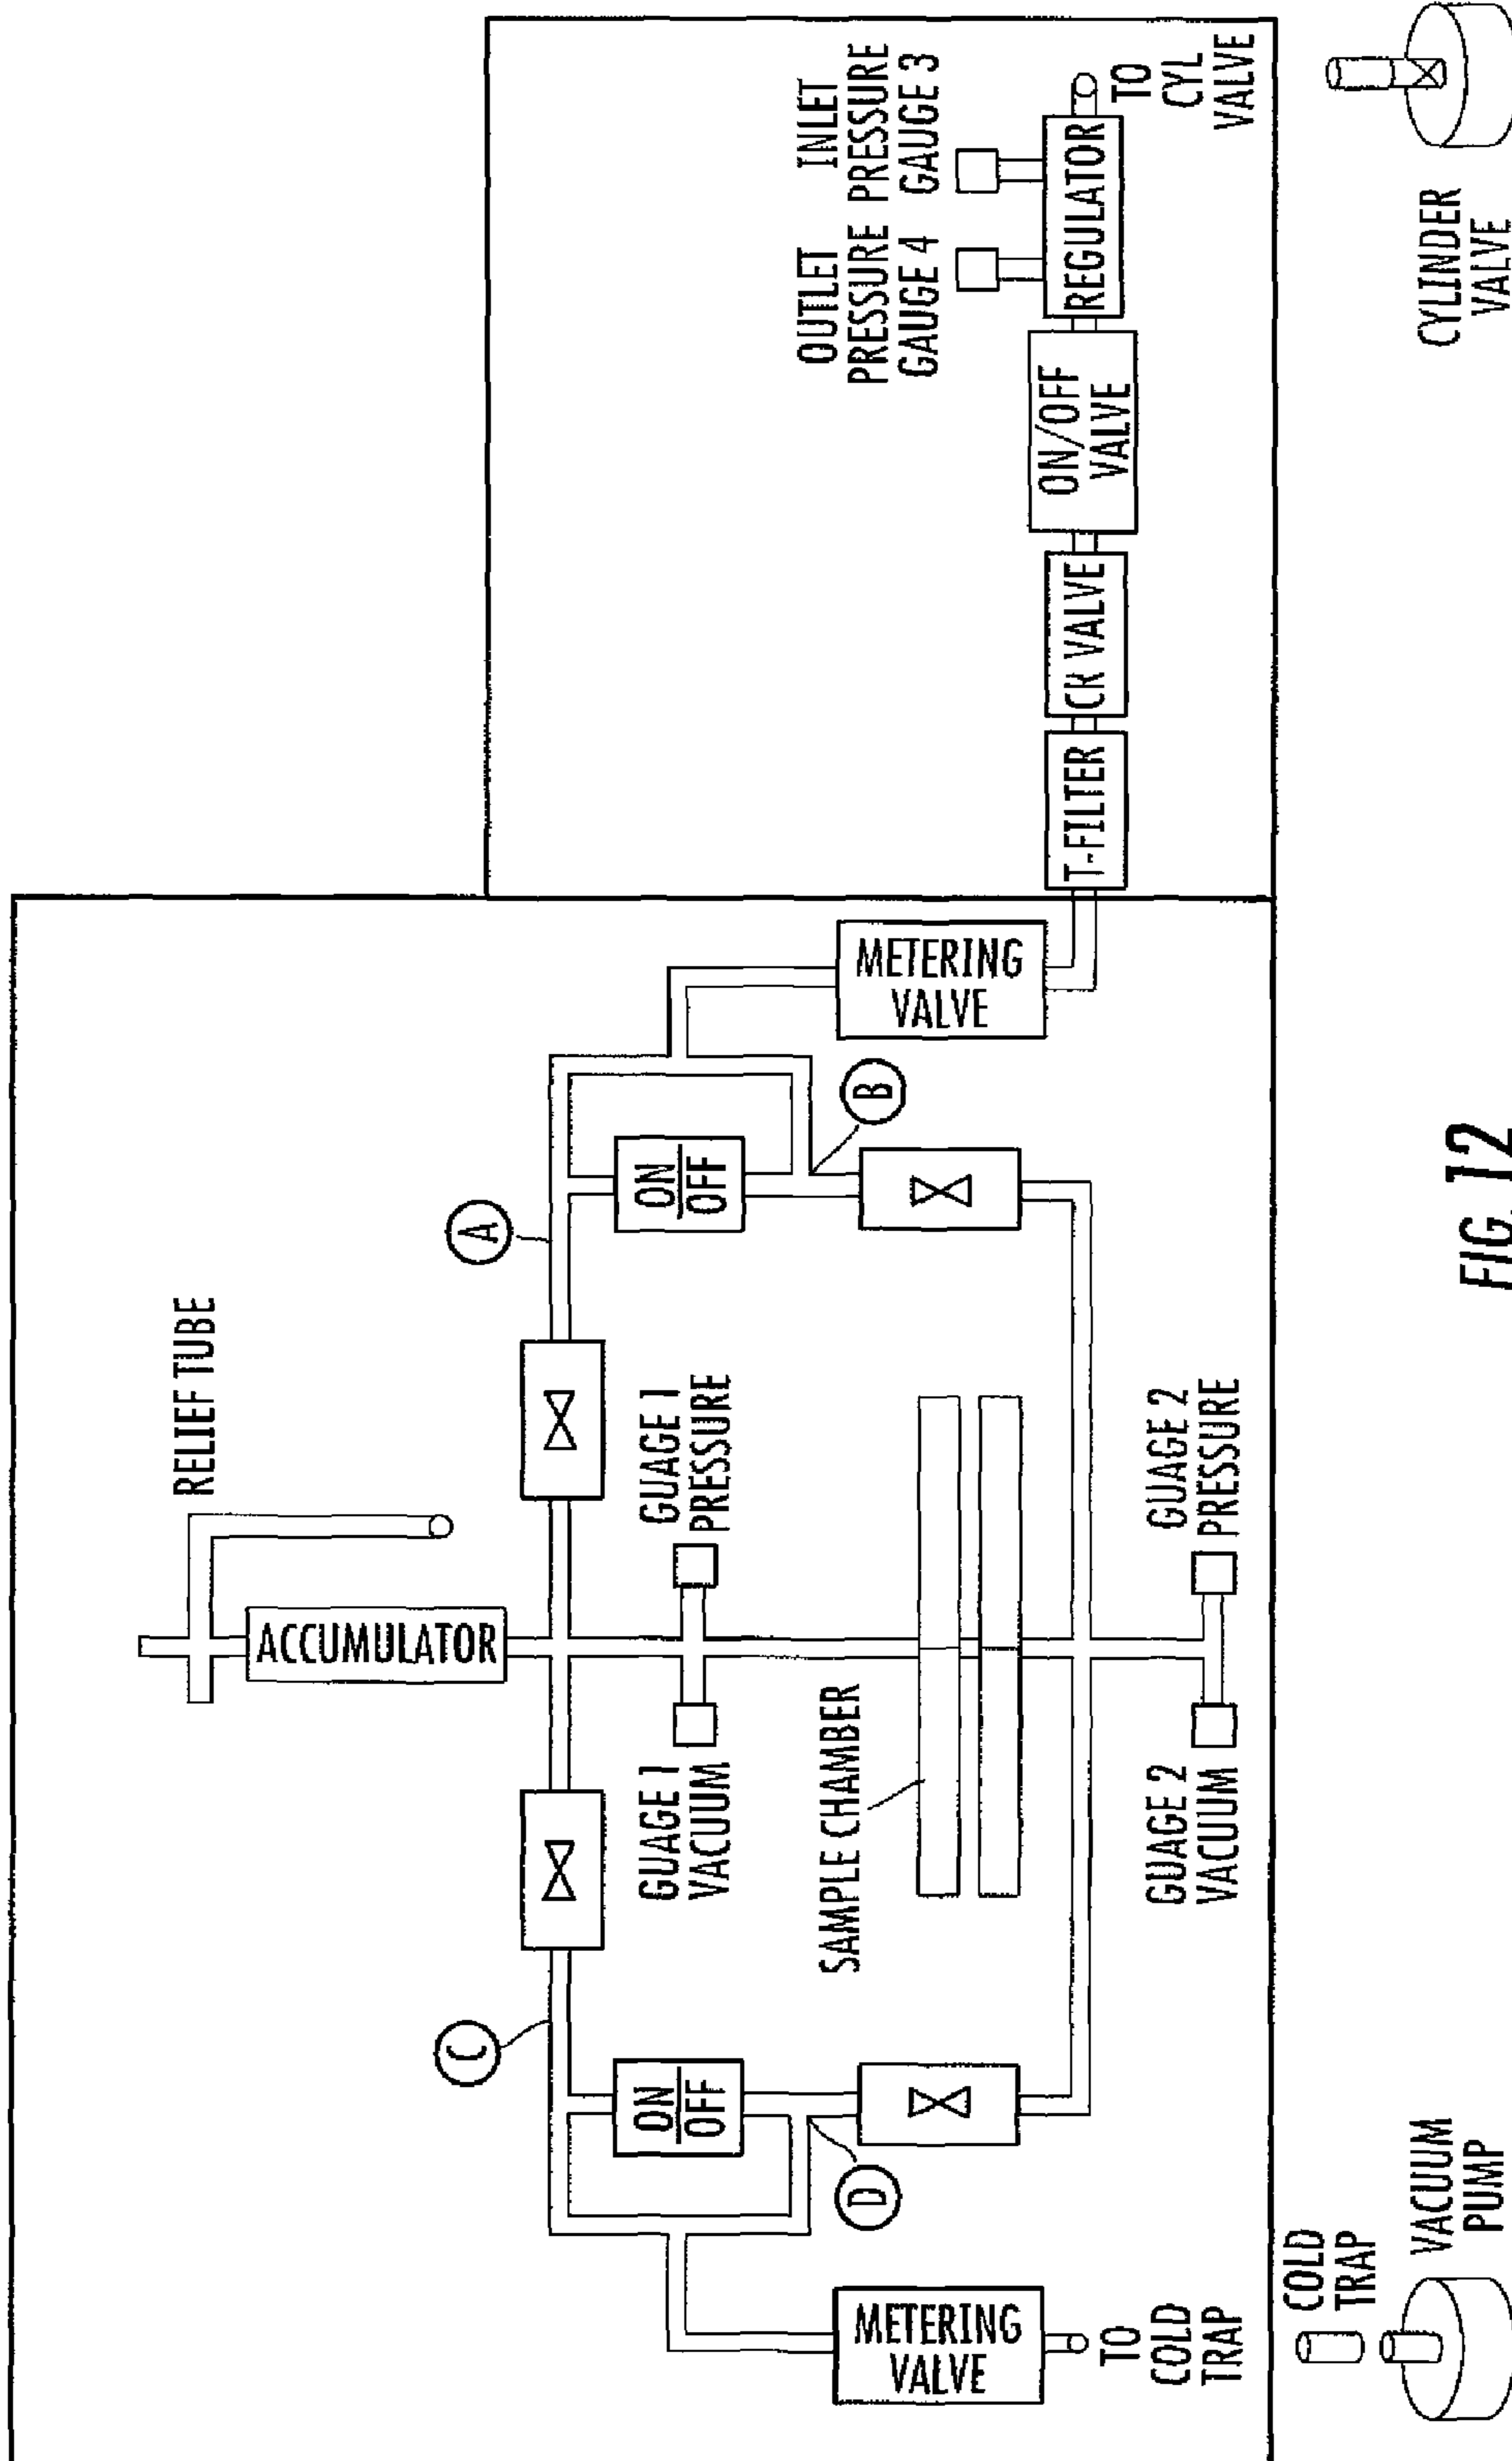 RELIEF TUBE
ACCUMULATOR
A
C
GUAGE 1
VACUUM
GUAGE 1
PRESSURE
ON
OFF
ON
OFF
D
B
SAMPLE CHAMBER
METERING
VALVE
METERING
VALVE
TO
COLD
TRAP
GUAGE 2
VACUUM
GUAGE 2
PRESSURE
T-FILTER
CR VALVE
ON/OFF
VALVE
REGULATOR
OUTLET
PRESSURE
GAUGE 4
INLET
PRESSURE
GAUGE 3
TO
CYL
VALVE
COLD
TRAP
VACUUM
PUMP
CYLINDER
VALVE
FIG. 12